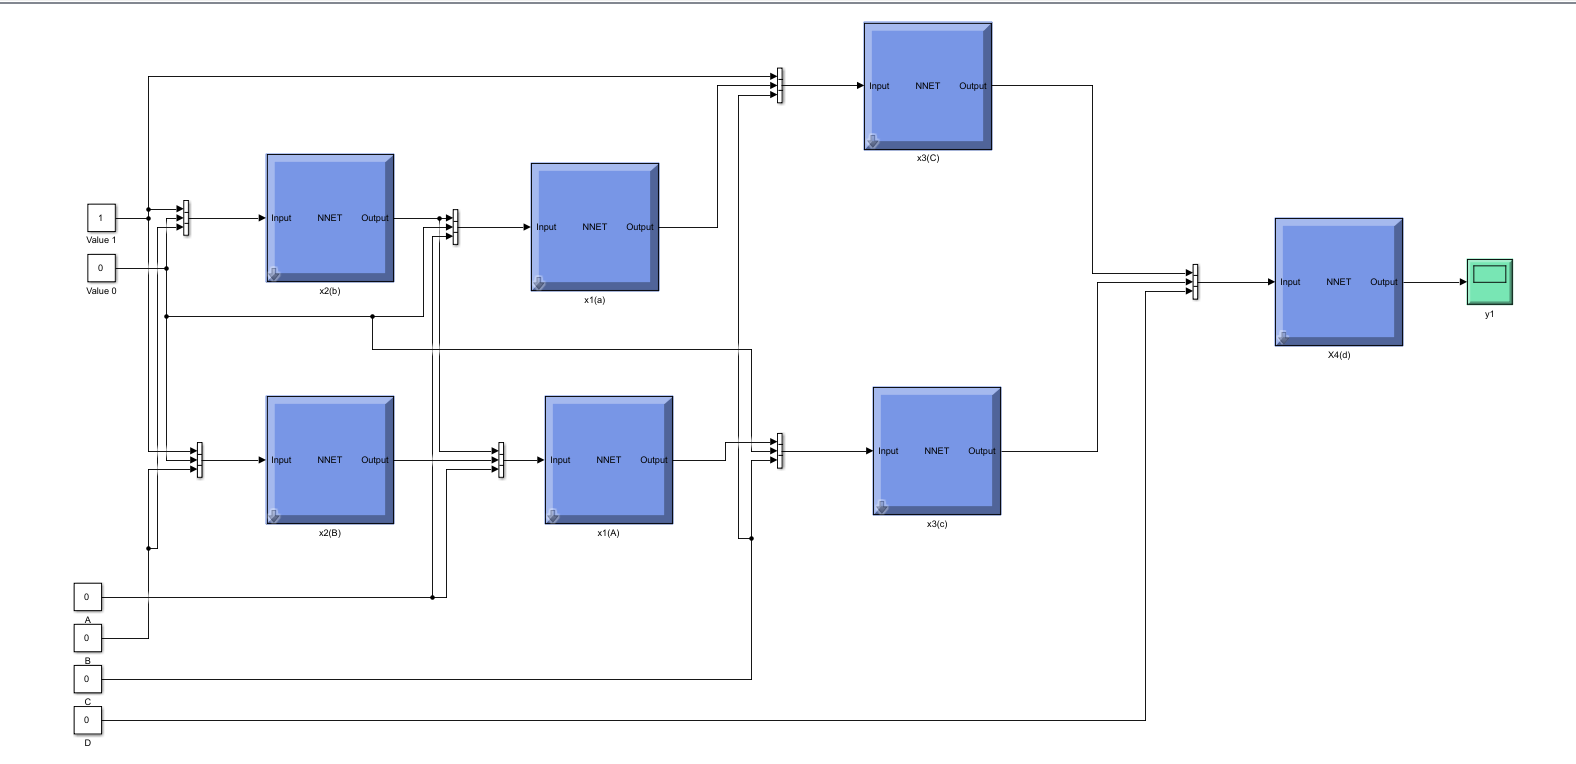 Input NNET Output
x3(C)
Input NNET Output
x2(b)
Input NNET Output
x1(a)
1
Value 1
0
Value 0
Input NNET Output
X4(d)
y1
Input NNET Output
x2(B)
Input NNET Output
x1(A)
Input NNET Output
x3(c)
0
A
0
B
0
C
0
D